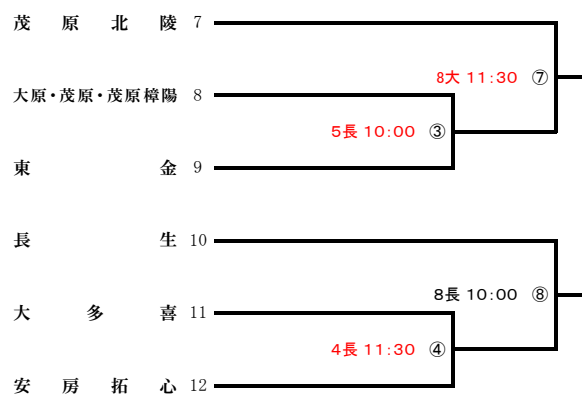 茂原北陵 7
8大 11:30 ⑦
大原・茂原・茂原樟陽 8
5長 10:00 ③
東金 9
長生 10
8長 10:00 ⑧
大多喜 11
4長 11:30 ④
安房拓心 12